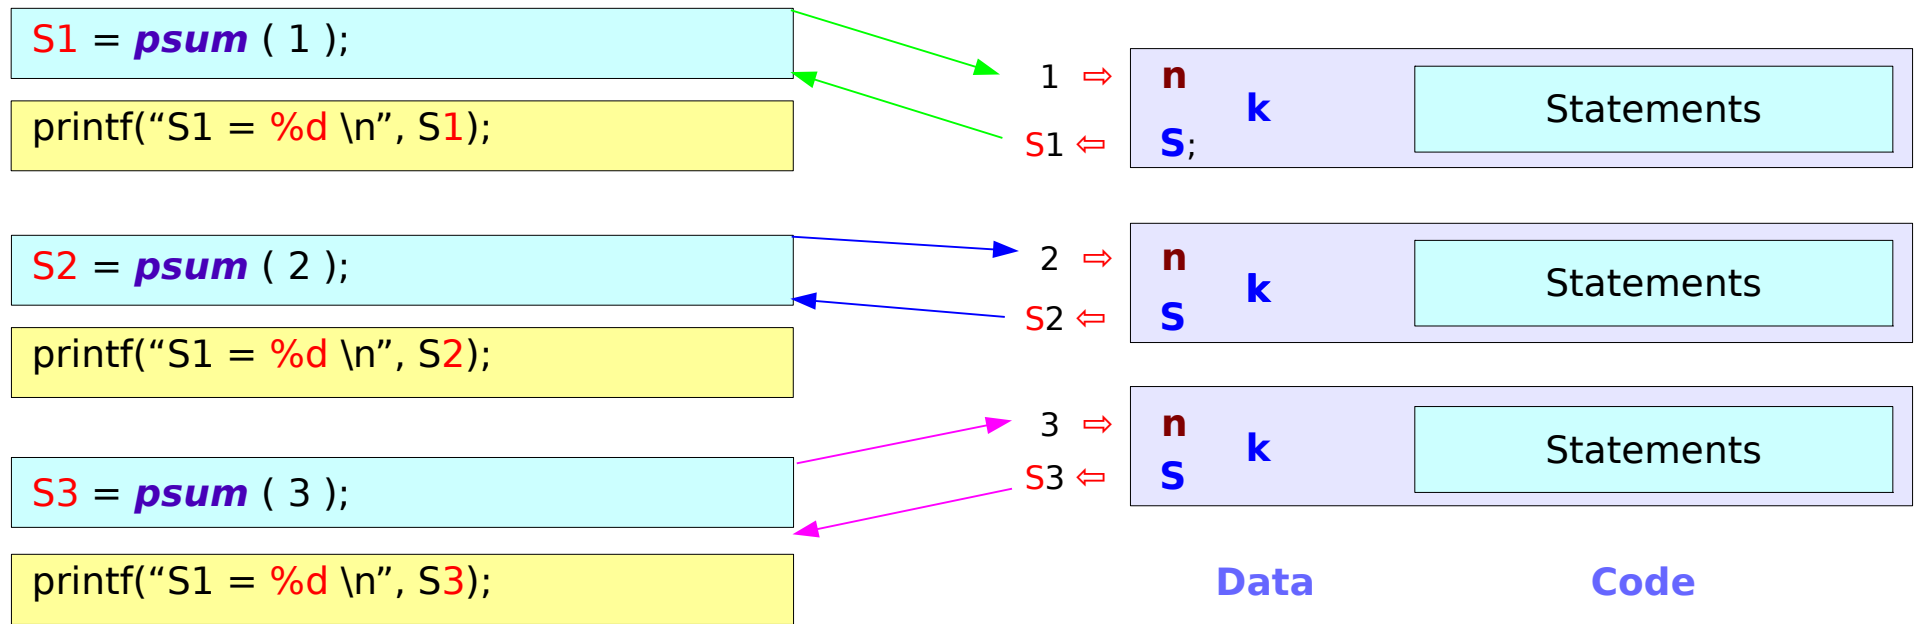 S1 = psum ( 1 );
printf(“S1 = %d \n”, S1);
1 ⇨ n
k
S1 ⇦ S;
Statements
S2 = psum ( 2 );
printf(“S1 = %d \n”, S2);
2 ⇨ n
k
S2 ⇦ S
Statements
S3 = psum ( 3 );
printf(“S1 = %d \n”, S3);
3 ⇨ n
k
S3 ⇦ S
Statements
Data
Code